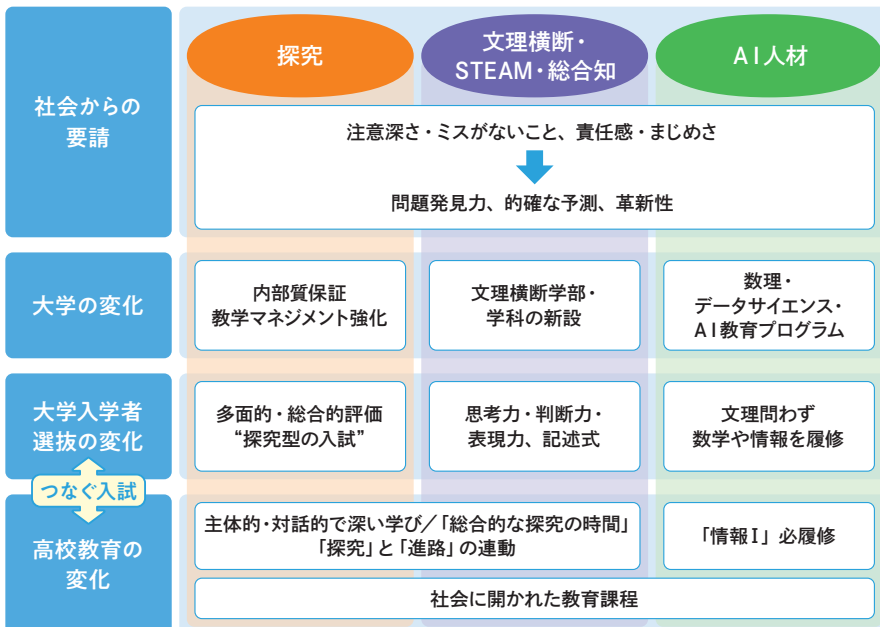 探究
文理横断・
STEAM・総合知
AI人材
社会からの
要請
注意深さ・ミスがないこと、責任感・まじめさ
問題発見力、的確な予測、革新性
大学の変化
内部質保証
教学マネジメント強化
文理横断学部・
学科の新設
数理・
データサイエンス・
AI教育プログラム
大学入学者
選抜の変化
多面的・総合的評価
“探究型の入試”
思考力・判断力・
表現力、記述式
文理問わず
数学や情報を履修
つなぐ入試
高校教育の
変化
主体的・対話的で深い学び/「総合的な探究の時間」
「探究」と「進路」の連動
「情報I」必履修
社会に開かれた教育課程